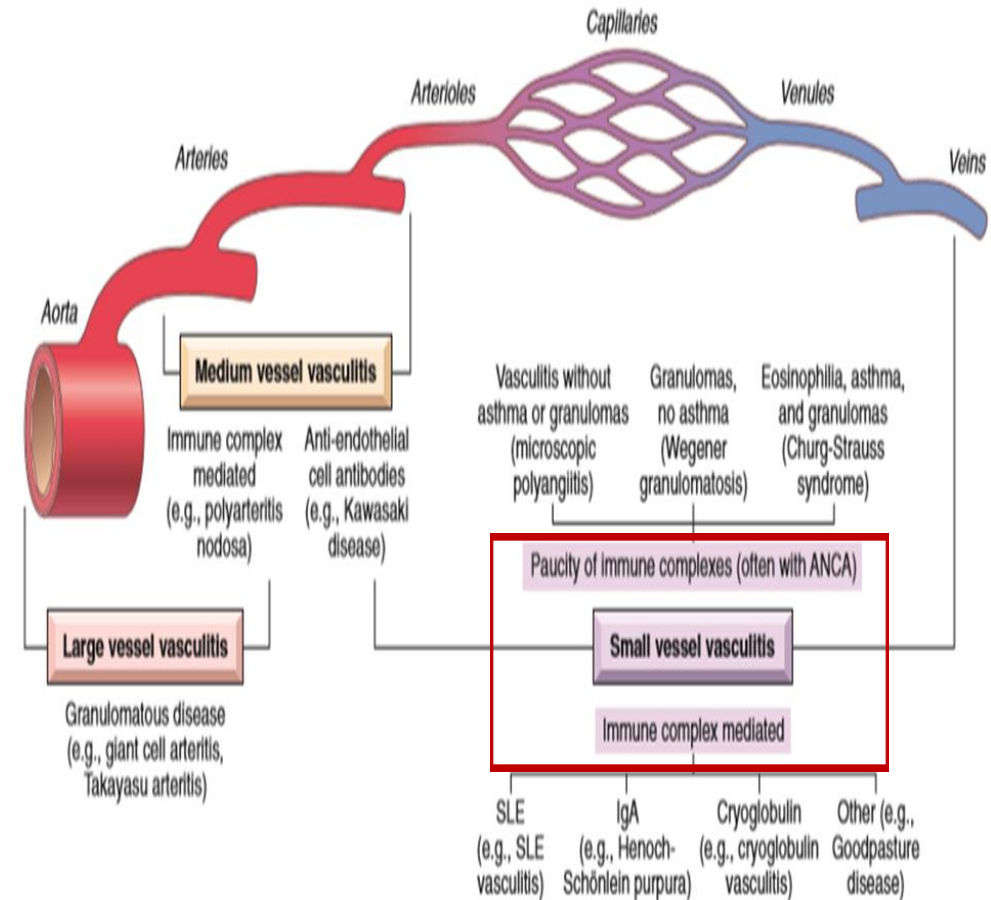 Capillaries
Arterioles
Venules
Arteries
Veins
Aorta
Medium vessel vasculitis
Immune complex
mediated
(e.g., polyarteritis
nodosa)
Anti-endothelial
cell antibodies
(e.g., Kawasaki
disease)
Vasculitis without
asthma or granulomas
(microscopic
polyangiitis)
Granulomas,
no asthma
(Wegener
granulomatosis)
Eosinophilia, asthma,
and granulomas
(Churg-Strauss
syndrome)
Paucity of immune complexes (often with ANCA)
Large vessel vasculitis
Small vessel vasculitis
Granulomatous disease
(e.g., giant cell arteritis,
Takayasu arteritis)
Immune complex mediated
SLE
(e.g., SLE
vasculitis)
IgA
(e.g., Henoch-
Schönlein purpura)
Cryoglobulin
(e.g., cryoglobulin
vasculitis)
Other (e.g.,
Goodpasture
disease)